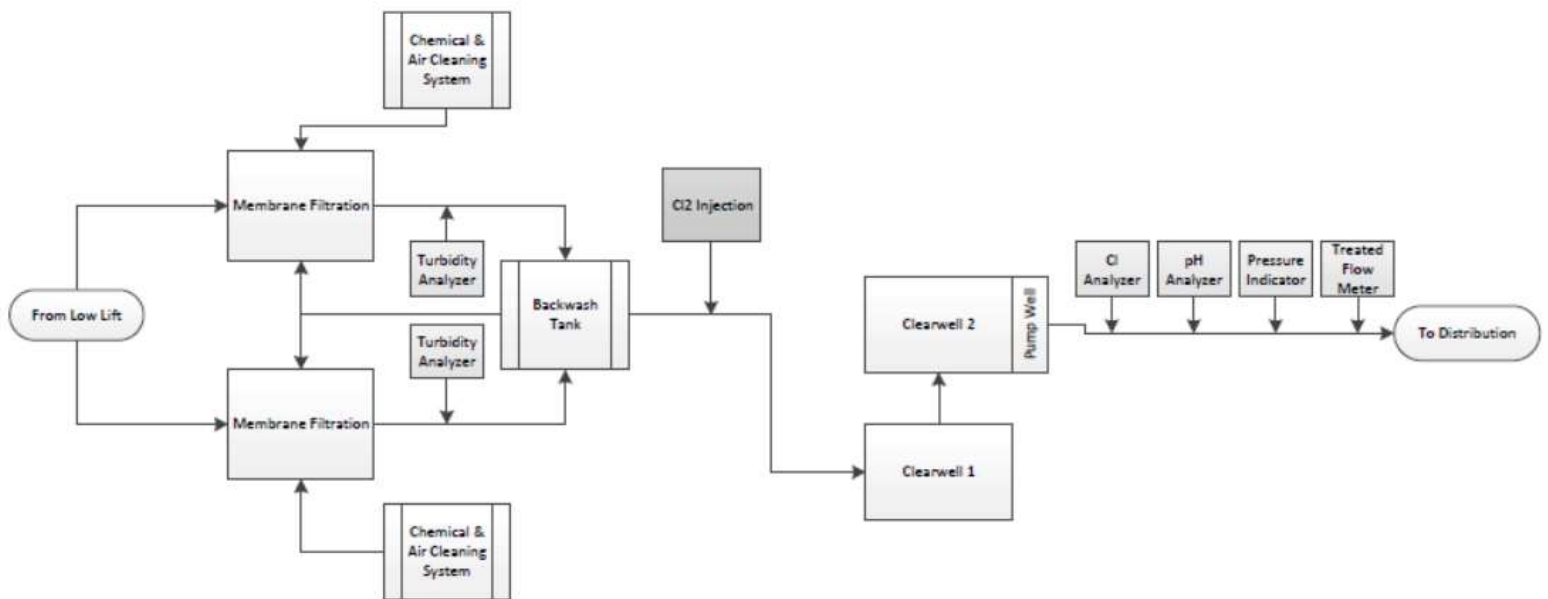 Chemical &
Air Cleaning
System
Membrane Filtration
Cl2 Injection
Turbidity
Analyzer
Cl
Analyzer
pH
Analyzer
Pressure
Indicator
Treated
Flow
Meter
From Low Lift
Backwash
Tank
Clearwell 2
Pump Well
To Distribution
Turbidity
Analyzer
Membrane Filtration
Clearwell 1
Chemical &
Air Cleaning
System